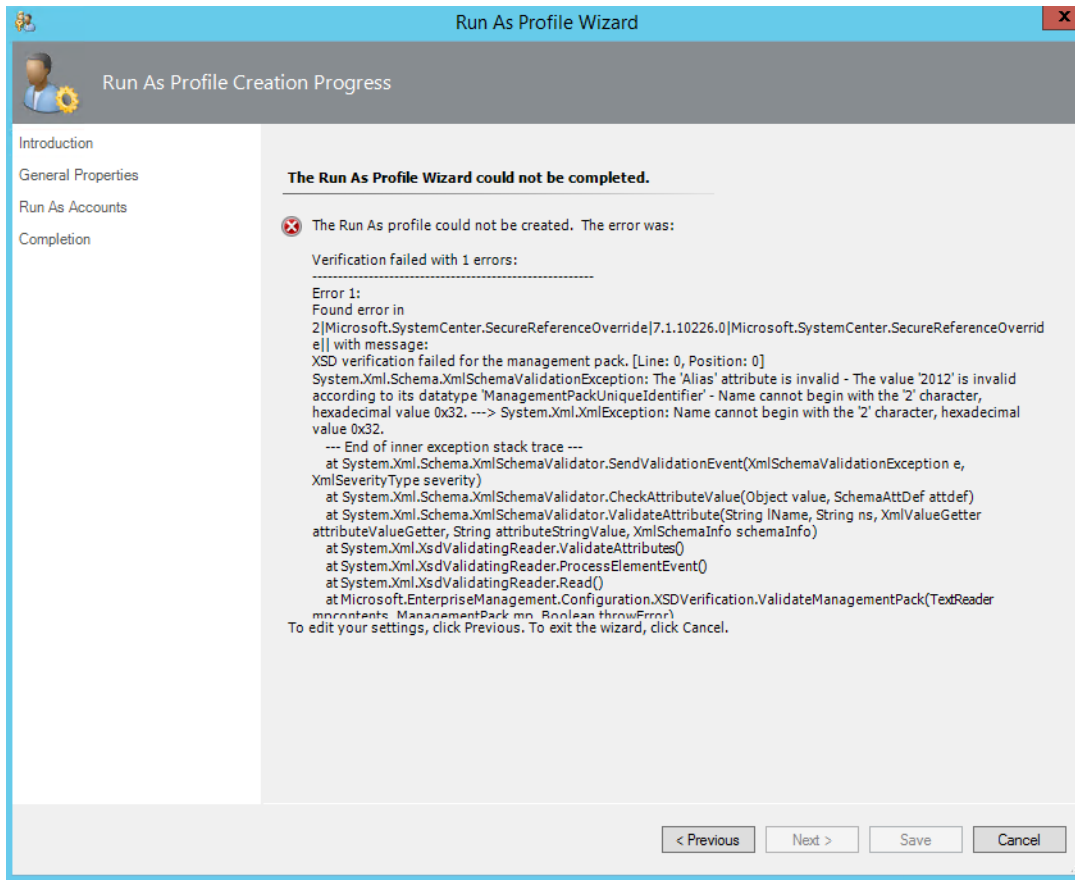 Run As Profile Wizard
x
Run As Profile Creation Progress
Introduction
General Properties
Run As Accounts
Completion
The Run As Profile Wizard could not be completed.
The Run As profile could not be created. The error was:
Verification failed with 1 errors:
-------------------------------------------------------
Error 1:
Found error in
2|Microsoft.SystemCenter.SecureReferenceOverride|7.1.10226.0|Microsoft.SystemCenter.SecureReferenceOverrid
e|| with message:
XSD verification failed for the management pack. [Line: 0, Position: 0]
System.Xml.Schema.XmlSchemaValidationException: The 'Alias' attribute is invalid - The value '2012' is invalid
according to its datatype 'ManagementPackUniqueIdentifier' - Name cannot begin with the '2' character,
hexadecimal value 0x32. ---> System.Xml.XmlException: Name cannot begin with the '2' character, hexadecimal
value 0x32.
--- End of inner exception stack trace ---
at System.Xml.Schema.XmlSchemaValidator.SendValidationEvent(XmlSchemaValidationException e,
XmlSeverityType severity)
at System.Xml.Schema.XmlSchemaValidator.CheckAttributeValue(Object value, SchemaAttDef attdef)
at System.Xml.Schema.XmlSchemaValidator.ValidateAttribute(String lName, String ns, XmlValueGetter
attributeValueGetter, String attributeStringValue, XmlSchemaInfo schemaInfo)
at System.Xml.XsdValidatingReader.ValidateAttributes()
at System.Xml.XsdValidatingReader.ProcessElementEvent()
at System.Xml.XsdValidatingReader.Read()
at Microsoft.EnterpriseManagement.Configuration.XSDVerification.ValidateManagementPack(TextReader
mpcontents, ManagementPack mp, Boolean throwError)
To edit your settings, click Previous. To exit the wizard, click Cancel.
< Previous
Next >
Save
Cancel